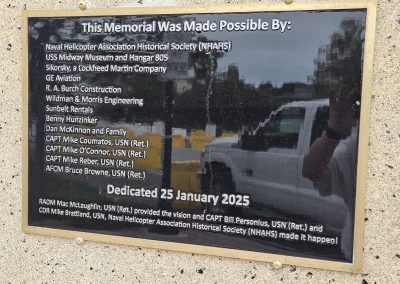 This Memorial Was Made Possible By:
Naval Helicopter Association Historical Society (NHAHS)
USS Midway Museum and Hangar 805
Sikorsky, a Lockheed Martin Company
GE Aviation
R. A. Burch Construction
Wildman & Morris Engineering
Sunbelt Rentals
Benny Hunzinker
Dan McKinnon and Family
CAPT Mike Coumatos, USN (Ret.)
CAPT Mike O'Connor, USN (Ret.)
CAPT Mike Reber, USN (Ret.)
AFCM Bruce Browne, USN (Ret.)
Dedicated 25 January 2025
RADM Mac McLaughlin, USN (Ret.) provided the vision and CAPT Bill Personius, USN (Ret.) and
CDR Mike Brattland, USN, Naval Helicopter Association Historical Society (NHAHS) made it happen!